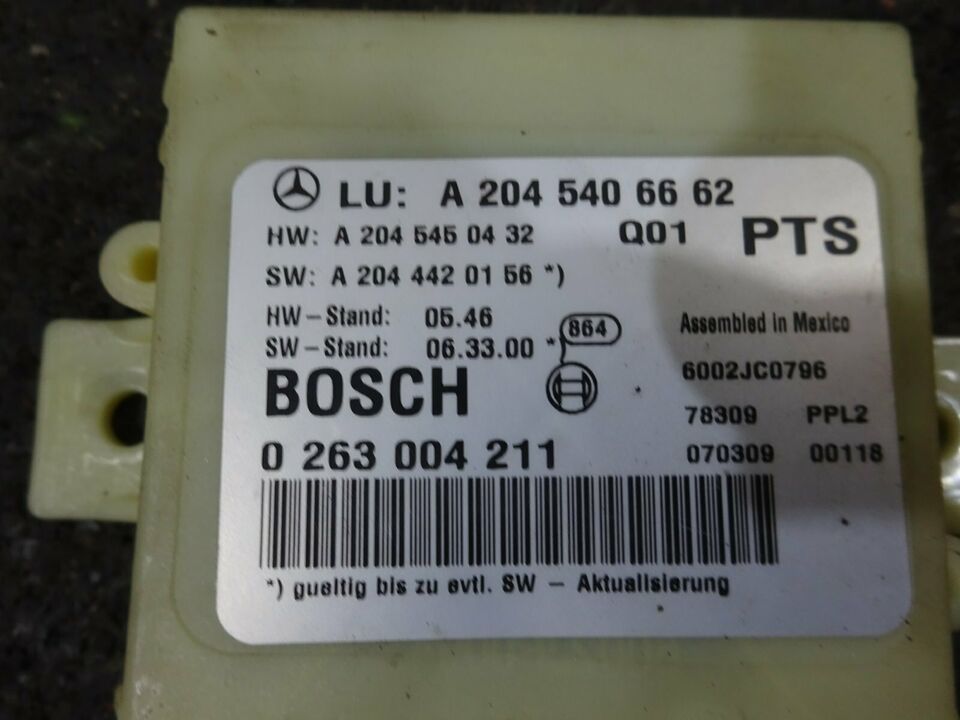 LU: A 204 540 66 62
HW: A 204 545 04 32 Q01 PTS
SW: A 204 442 01 56 *)
HW-Stand: 05.46
SW-Stand: 06.33.00 *)
864
Assembled in Mexico
BOSCH
6002JC0796
78309 PPL2
0 263 004 211
070309 00118
*) gueltig bis zu evtl. SW - Aktualisierung